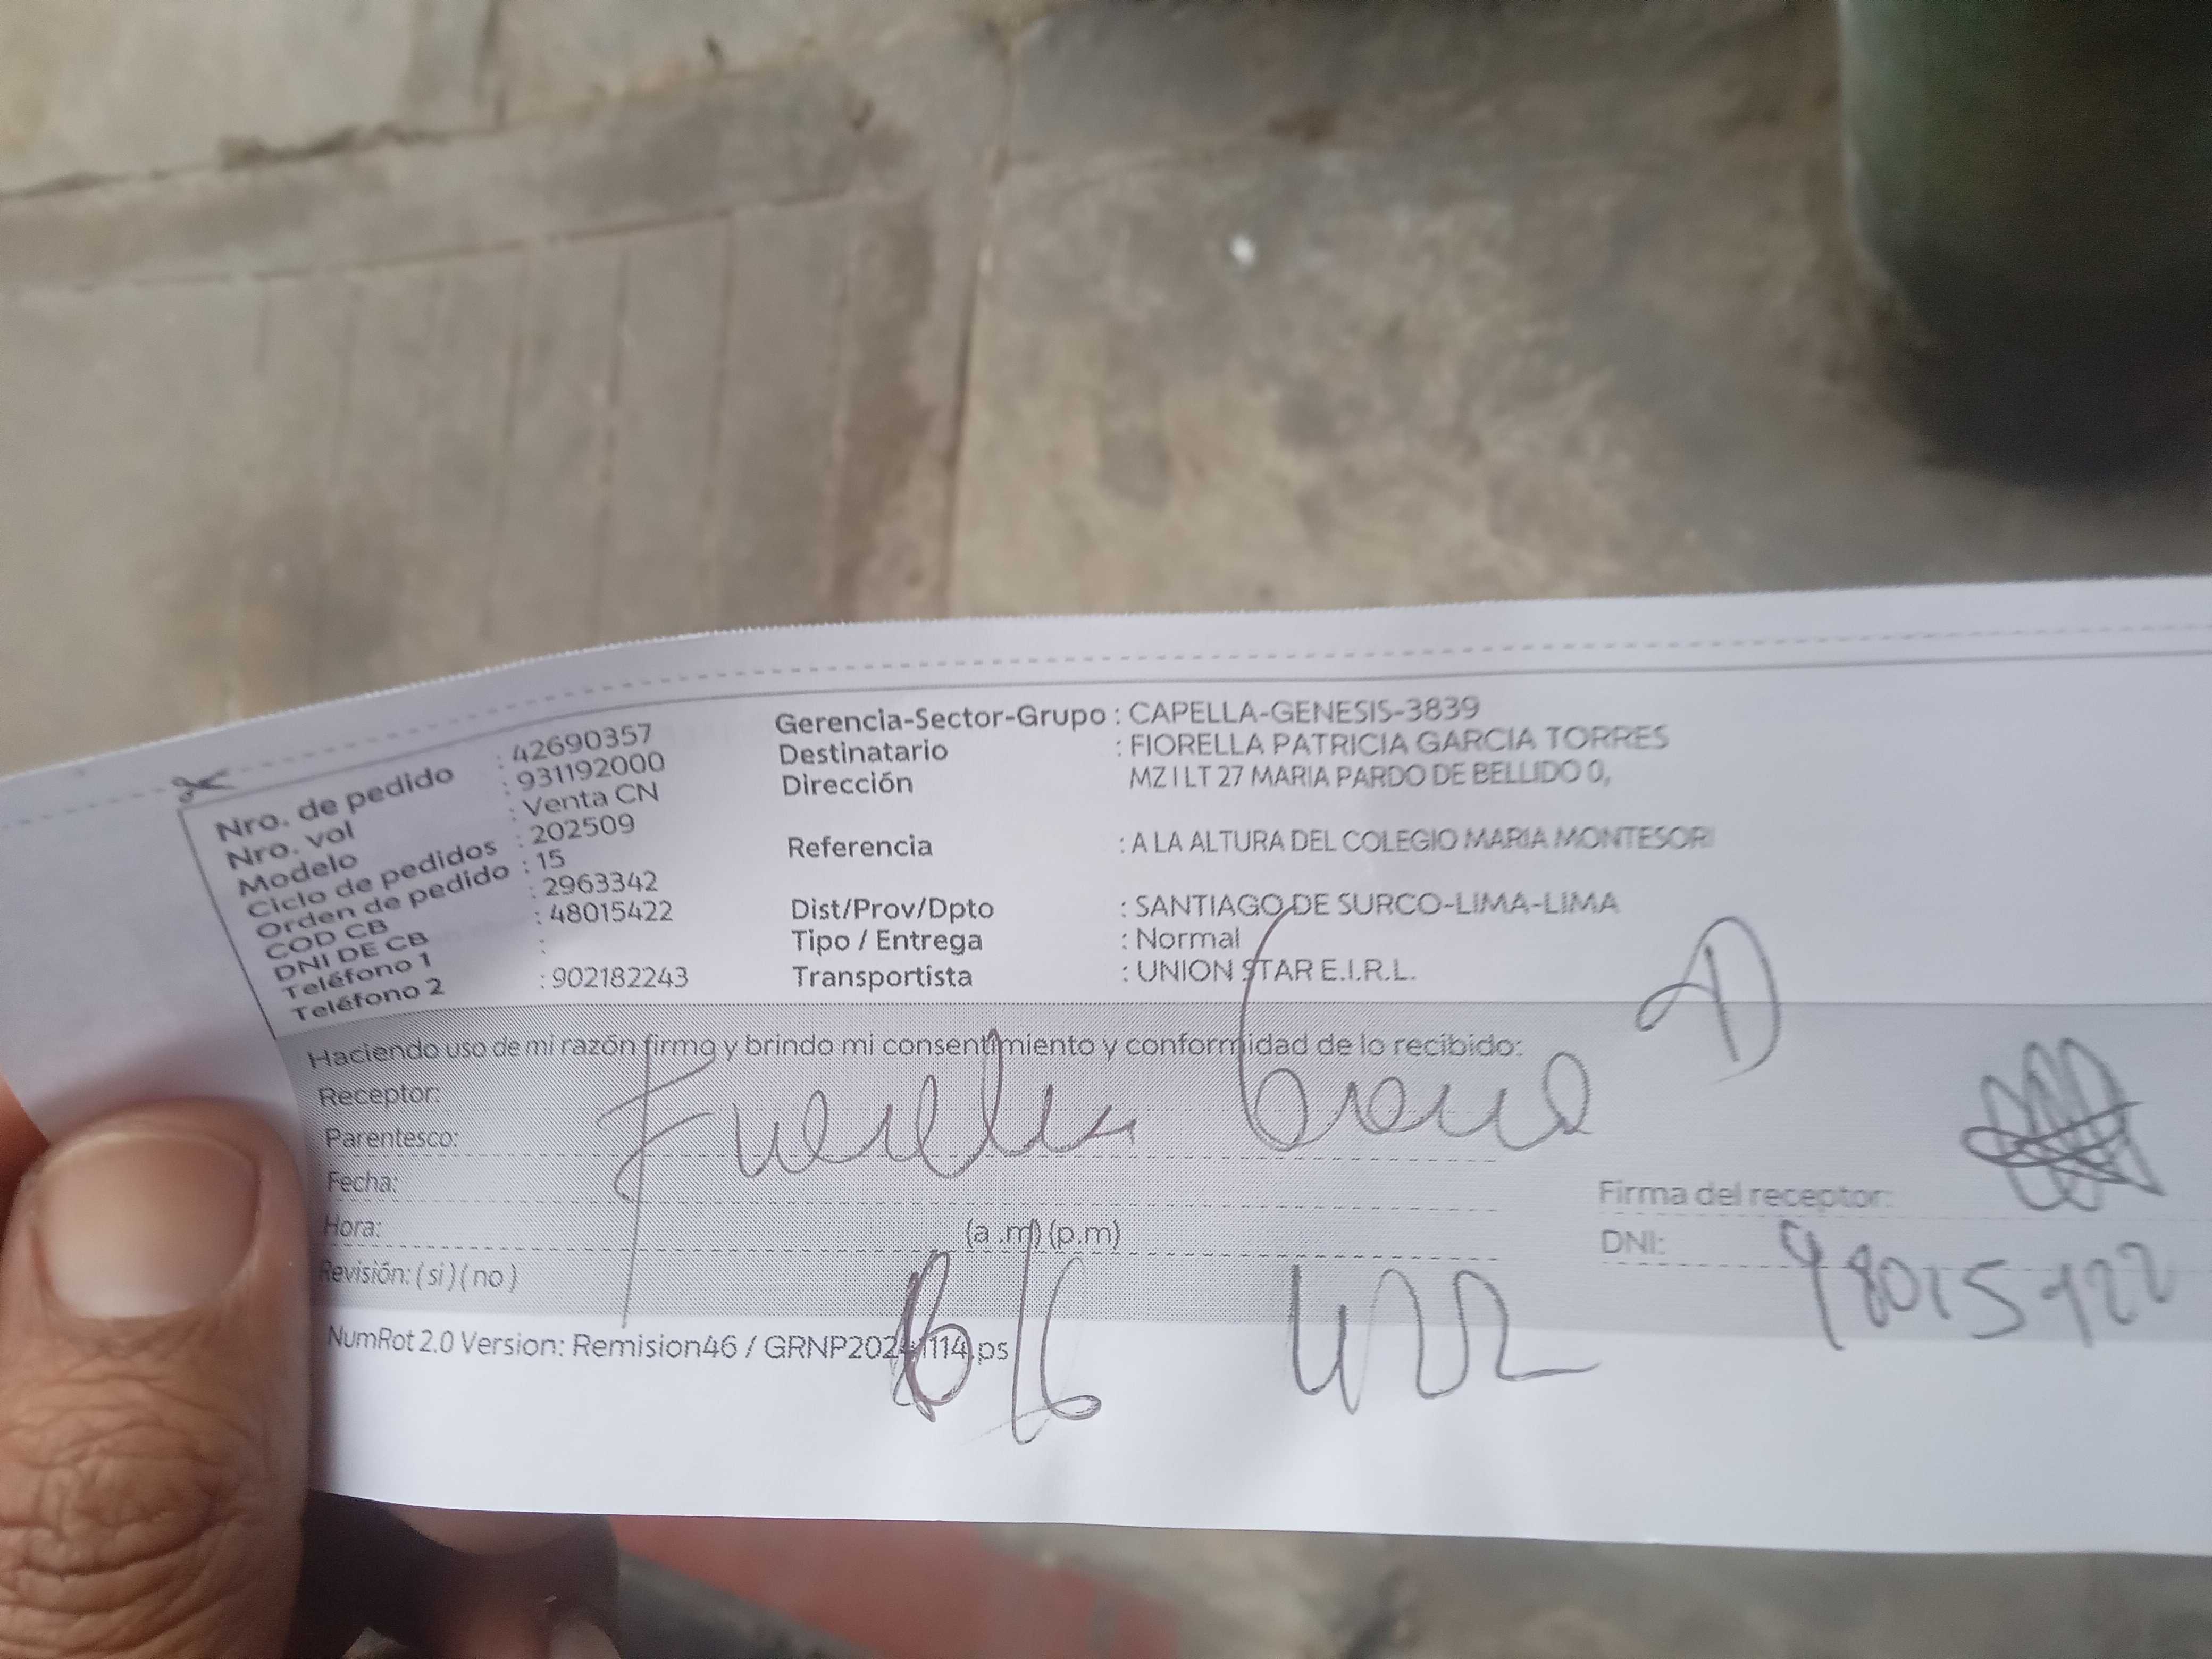 Nro. de pedido : 42690357
Nro. vol : 931192000
Modelo : Venta CN
Ciclo de pedidos : 202509
Orden de pedido : 15
COD CB : 2963342
DNI DE CB : 48015422
Teléfono 1 :
Teléfono 2 : 902182243
Gerencia-Sector-Grupo : CAPELLA-GENESIS-3839
Destinatario : FIORELLA PATRICIA GARCIA TORRES
Dirección MZ I LT 27 MARIA PARDO DE BELLIDO 0,
Referencia : A LA ALTURA DEL COLEGIO MARIA MONTESORI
Dist/Prov/Dpto : SANTIAGO DE SURCO-LIMA-LIMA
Tipo / Entrega : Normal
Transportista : UNION STAR E.I.R.L.
Haciendo uso de mi razón firmo y brindo mi consentimiento y conformidad de lo recibido:
Receptor:
Parentesco:
Fecha:
Hora: (a .m) (p.m)
Revisión: ( si ) ( no )
Firma del receptor:
DNI: 48015422
NumRot 2.0 Version: Remision46 / GRNP20241114.ps